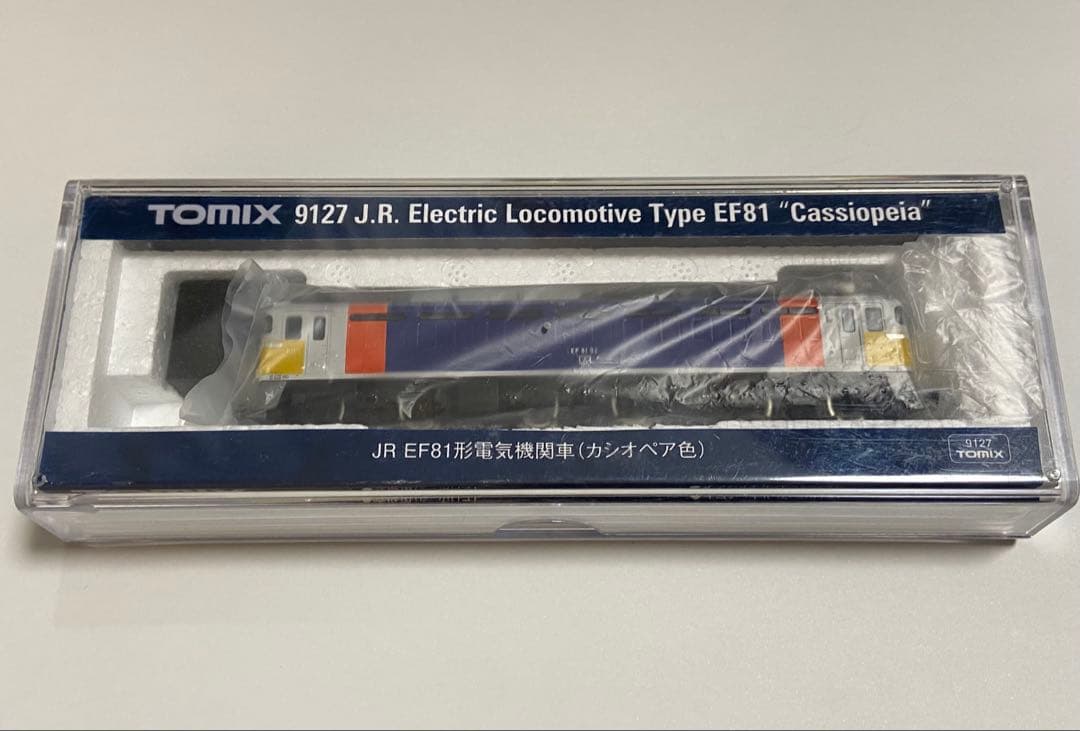 TOMIX 9127 J.R. Electric Locomotive Type EF81 “Cassiopeia”
JR EF81形電気機関車(カシオペア色)
9127
TOMIX